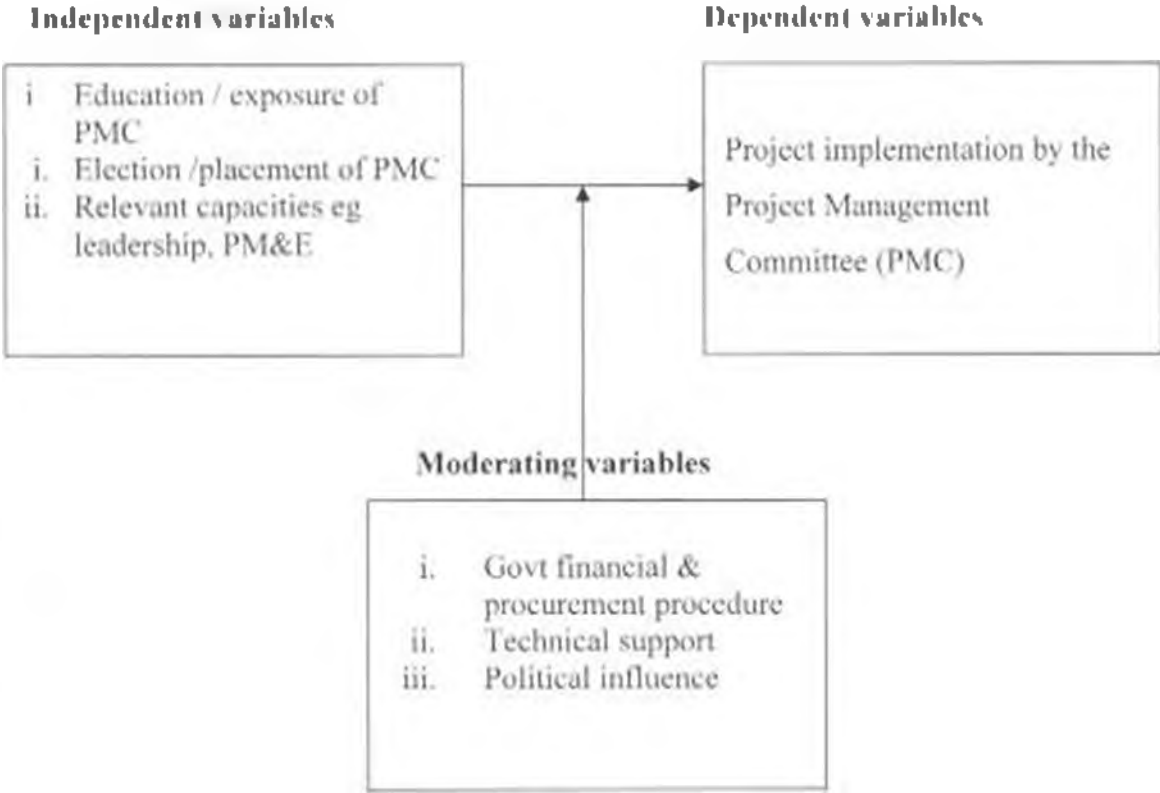 Independent variables
Dependent variables
i Education / exposure of
PMC
i. Election /placement of PMC
ii. Relevant capacities eg
leadership, PM&E
Project implementation by the
Project Management
Committee (PMC)
Moderating variables
i. Govt financial &
procurement procedure
ii. Technical support
iii. Political influence